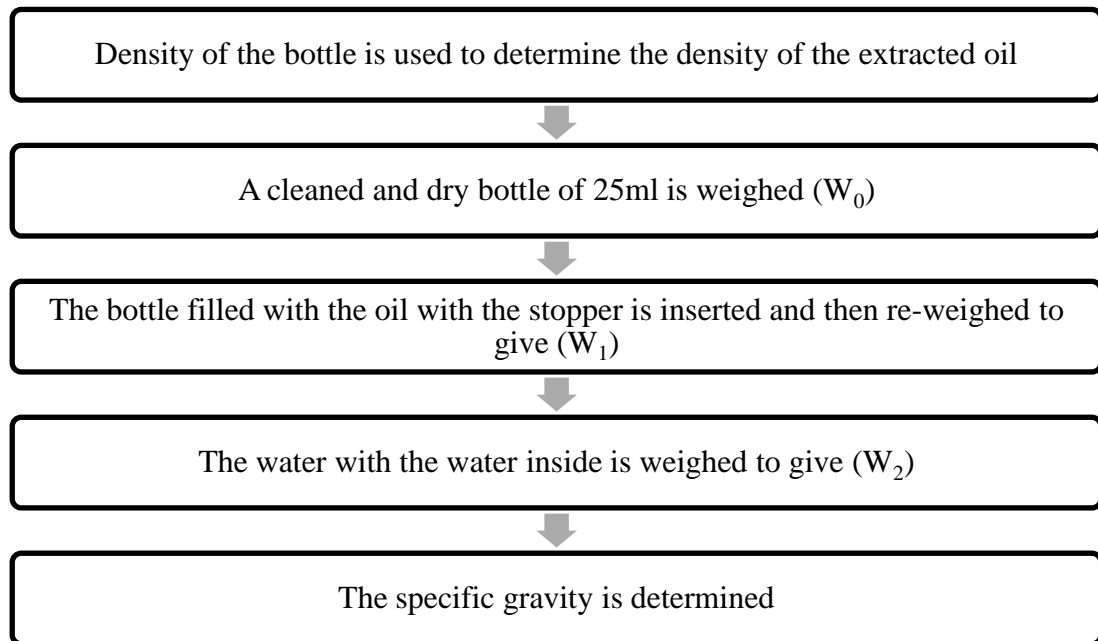 Density of the bottle is used to determine the density of the extracted oil
A cleaned and dry bottle of 25ml is weighed (W₀)
The bottle filled with the oil with the stopper is inserted and then re-weighed to
give (W₁)
The water with the water inside is weighed to give (W₂)
The specific gravity is determined